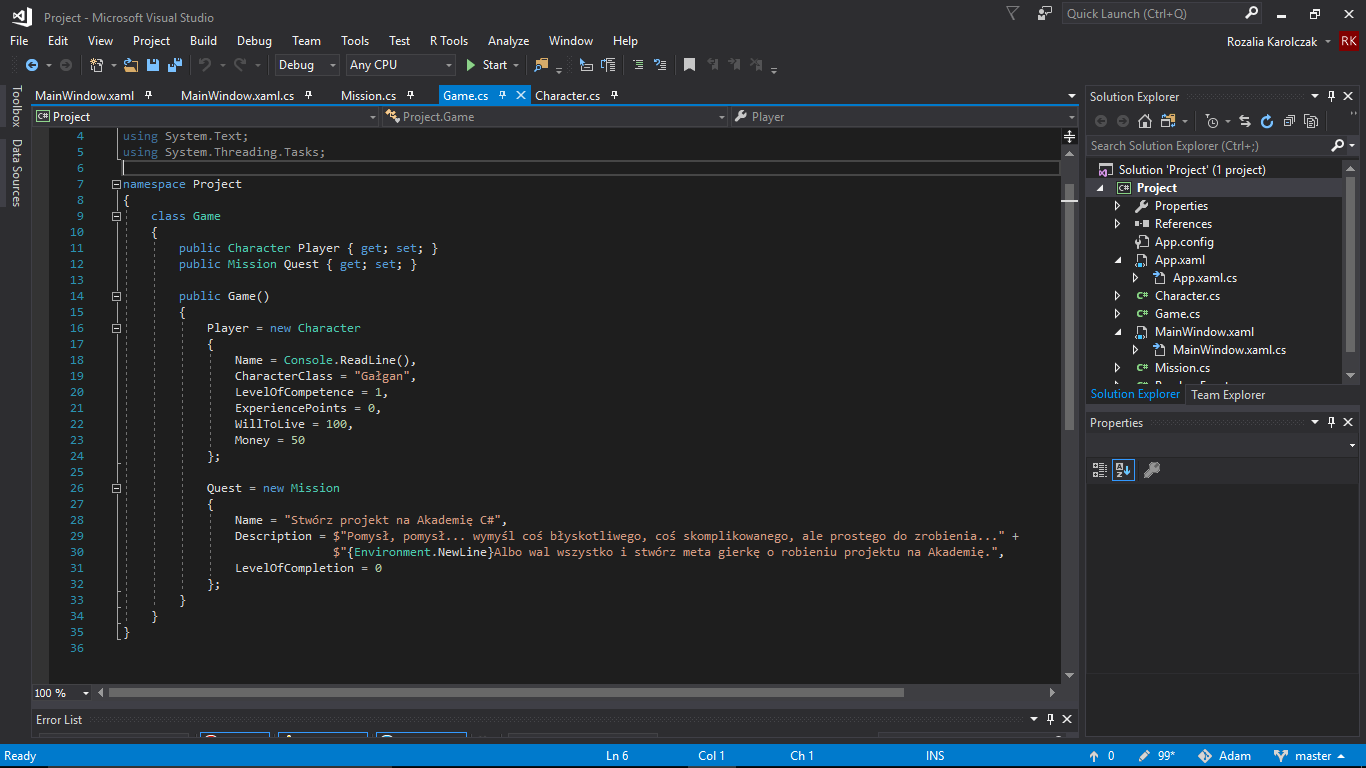 Project - Microsoft Visual Studio
Quick Launch (Ctrl+Q)
File Edit View Project Build Debug Team Tools Test R Tools Analyze Window Help
Rozalia Karolczak RK
Debug Any CPU Start
Toolbox
Data Sources
MainWindow.xaml MainWindow.xaml.cs Mission.cs Game.cs Character.cs
C# Project Project.Game Player
4 using System.Text;
5 using System.Threading.Tasks;
6
7 namespace Project
8 {
9 class Game
10 {
11 public Character Player { get; set; }
12 public Mission Quest { get; set; }
13
14 public Game()
15 {
16 Player = new Character
17 {
18 Name = Console.ReadLine(),
19 CharacterClass = "Gałgan",
20 LevelOfCompetence = 1,
21 ExperiencePoints = 0,
22 WillToLive = 100,
23 Money = 50
24 };
25
26 Quest = new Mission
27 {
28 Name = "Stwórz projekt na Akademię C#",
29 Description = $"Pomysł, pomysł... wymyśl coś błyskotliwego, coś skomplikowanego, ale prostego do zrobienia..." +
30 $"{Environment.NewLine}Albo wal wszystko i stwórz meta gierkę o robieniu projektu na Akademię.",
31 LevelOfCompletion = 0
32 };
33 }
34 }
35 }
36
100 %
Error List
Solution Explorer
Search Solution Explorer (Ctrl+;)
Solution 'Project' (1 project)
C# Project
Properties
References
App.config
App.xaml
App.xaml.cs
C# Character.cs
C# Game.cs
MainWindow.xaml
MainWindow.xaml.cs
C# Mission.cs
Solution Explorer Team Explorer
Properties
Ready Ln 6 Col 1 Ch 1 INS 0 99* Adam master